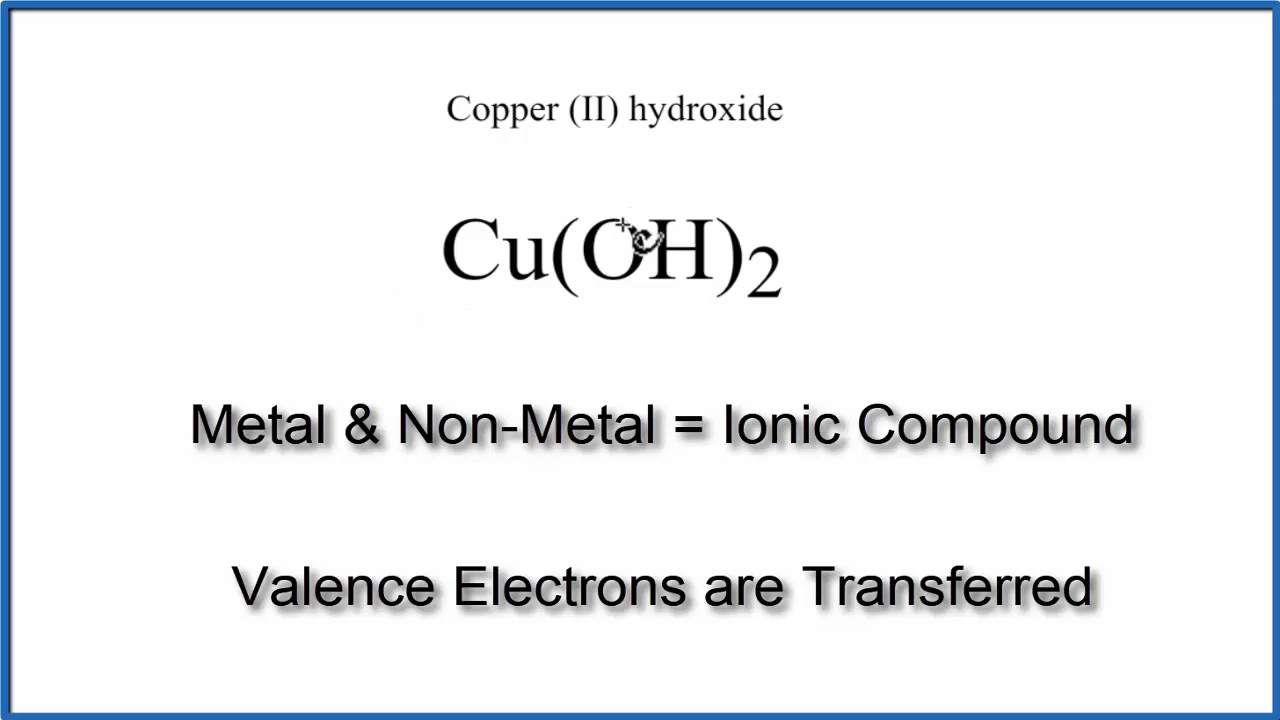 Copper (II) hydroxide
Cu(OH)₂
Metal & Non-Metal = Ionic Compound
Valence Electrons are Transferred